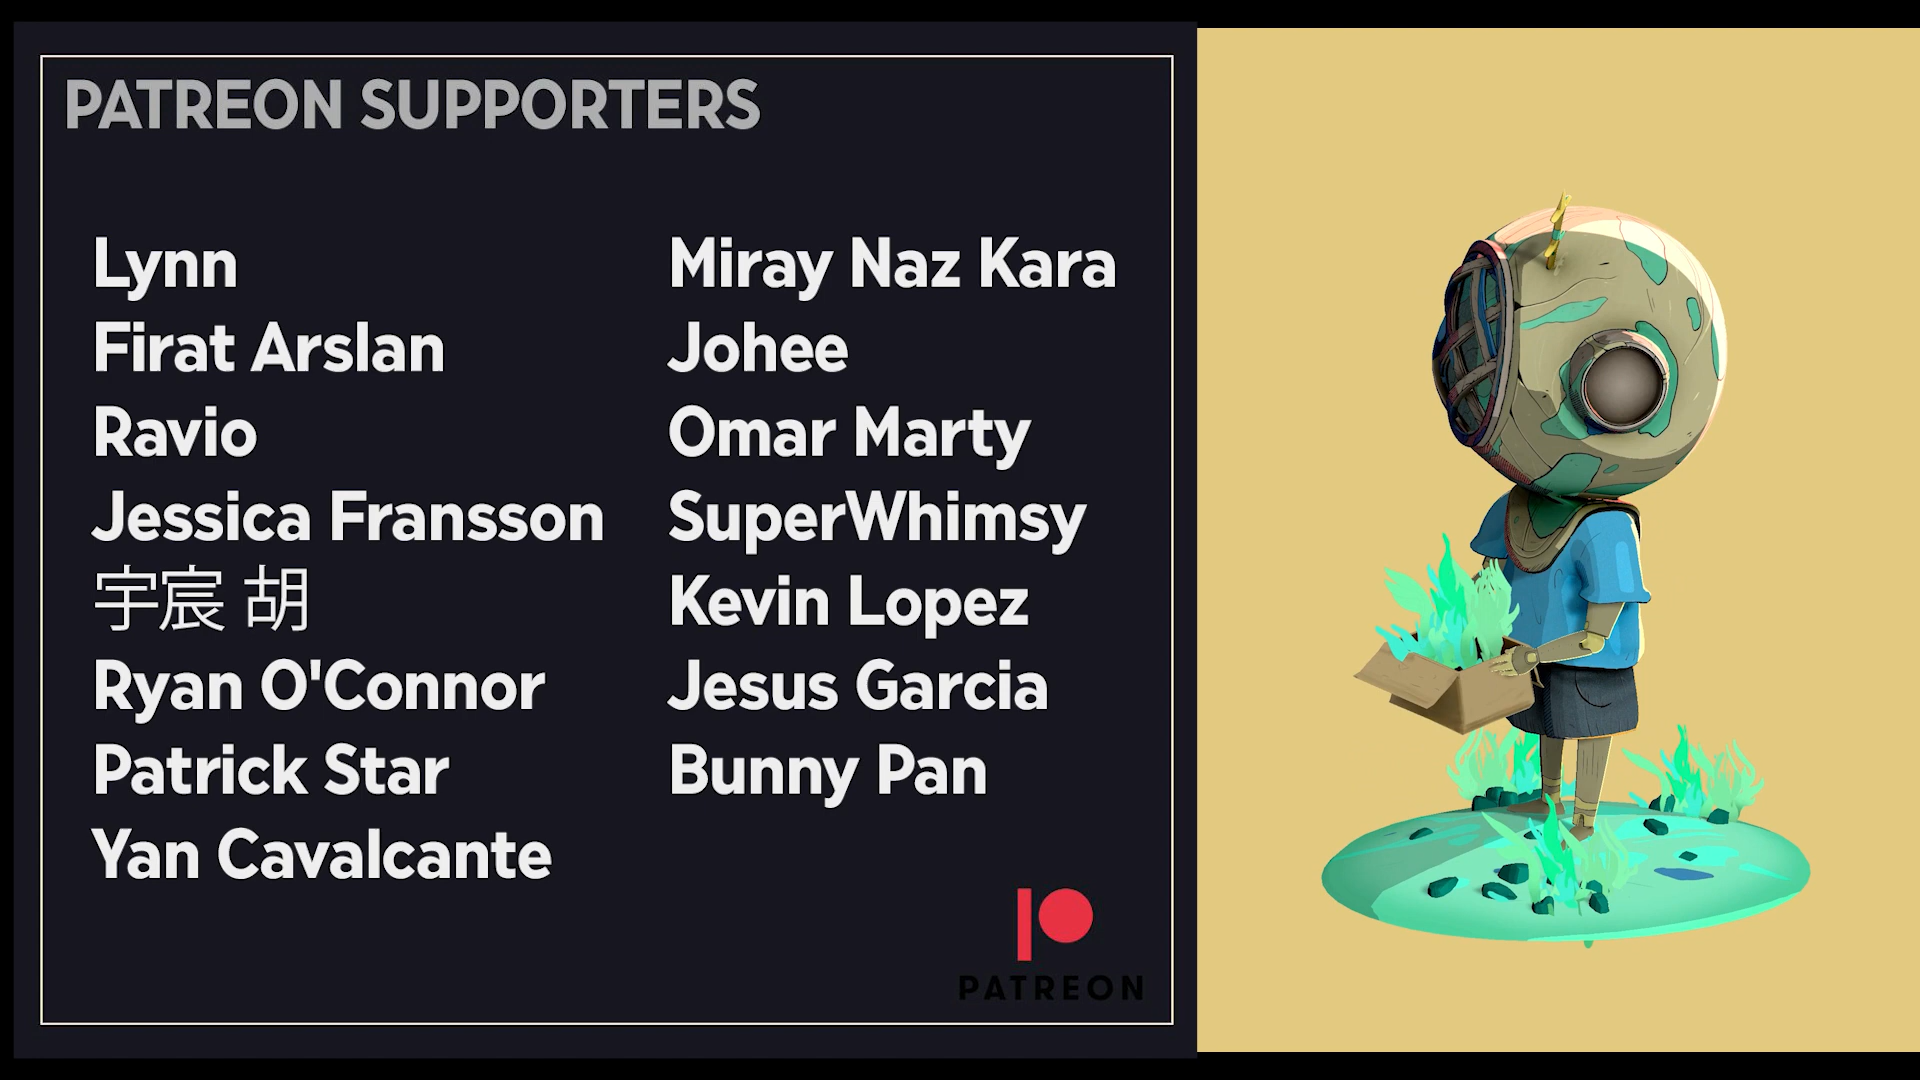 PATREON SUPPORTERS
Lynn
Firat Arslan
Ravio
Jessica Fransson
宇宸 胡
Ryan O'Connor
Patrick Star
Yan Cavalcante
Miray Naz Kara
Johee
Omar Marty
SuperWhimsy
Kevin Lopez
Jesus Garcia
Bunny Pan
PATREON